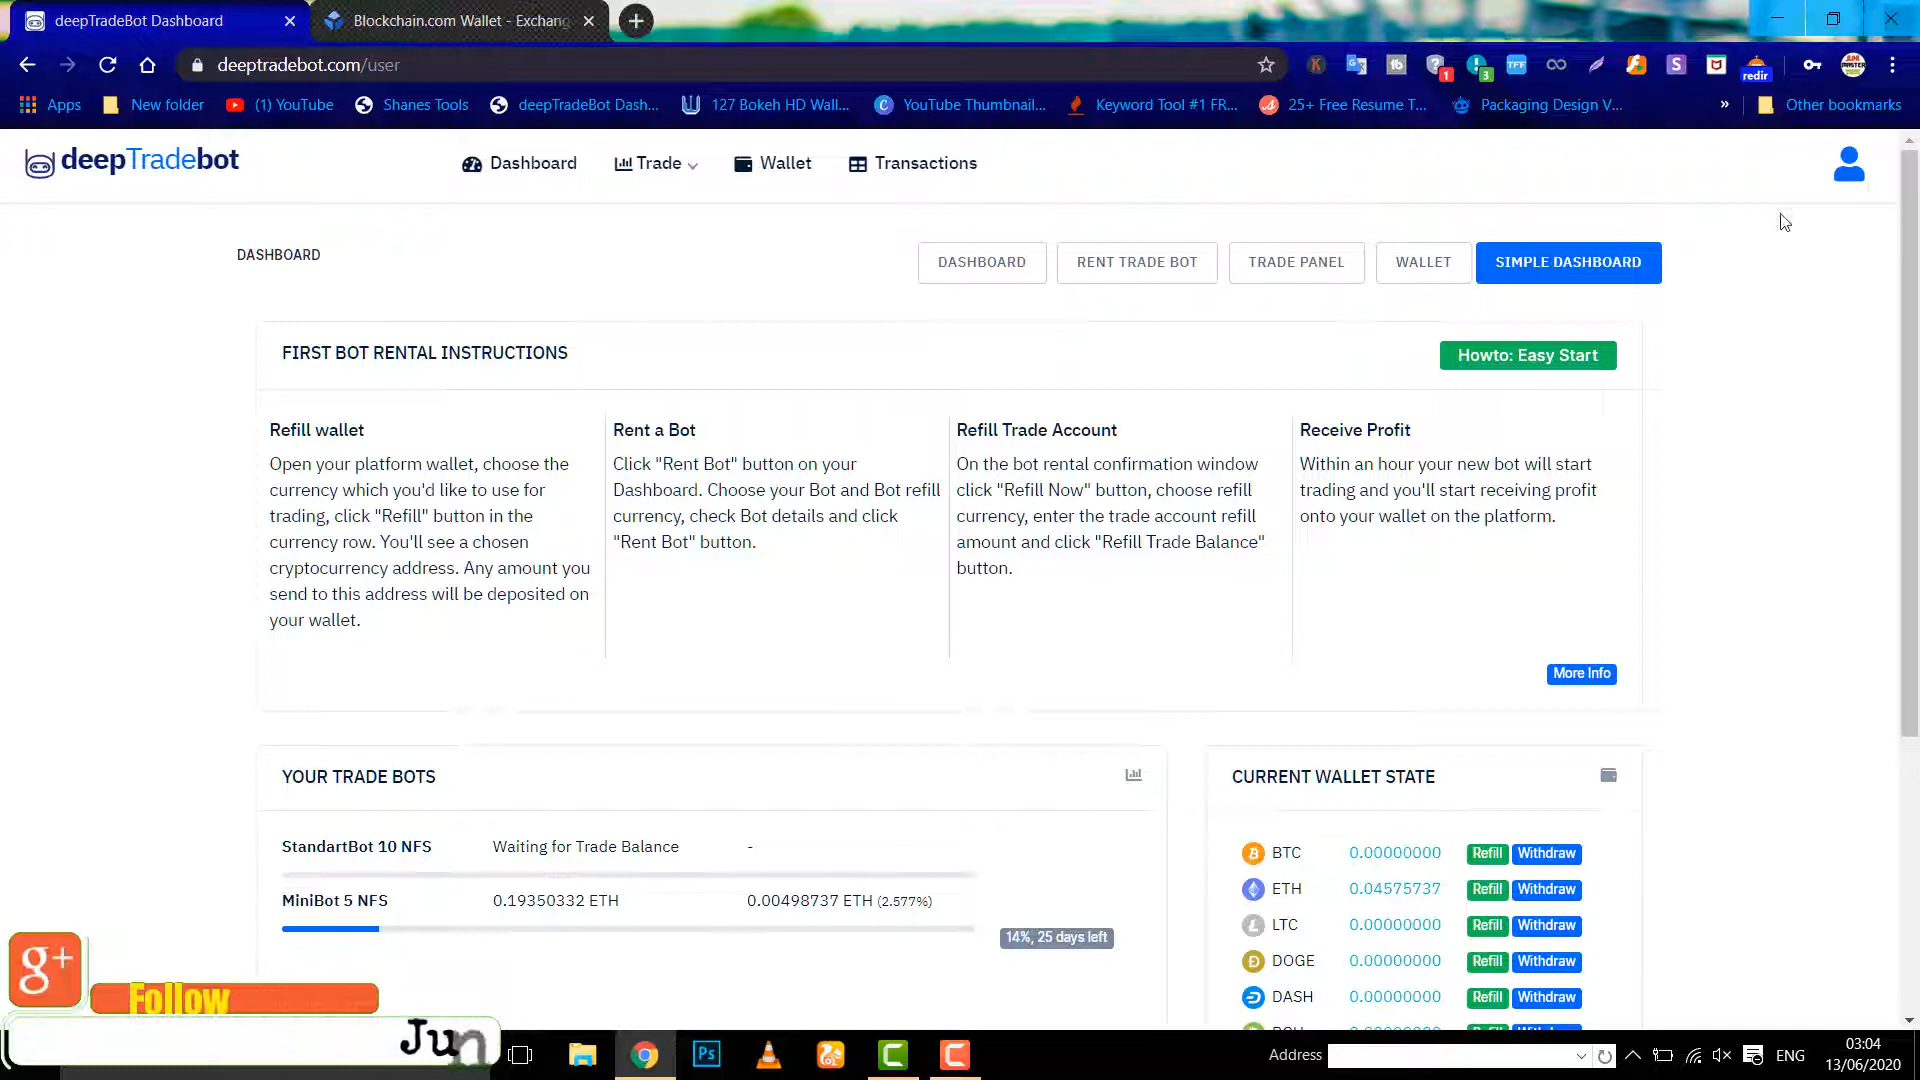 deepTradeBot Dashboard
Blockchain.com Wallet - Exchang
deeptradebot.com/user
1
3
TFF
redir
Apps
New folder
(1) YouTube
Shanes Tools
deepTradeBot Dash...
127 Bokeh HD Wall...
YouTube Thumbnail...
Keyword Tool #1 FR...
25+ Free Resume T...
Packaging Design V...
»
Other bookmarks
deepTradebot
Dashboard
Trade
Wallet
Transactions
DASHBOARD
DASHBOARD
RENT TRADE BOT
TRADE PANEL
WALLET
SIMPLE DASHBOARD
FIRST BOT RENTAL INSTRUCTIONS
Howto: Easy Start
Refill wallet
Open your platform wallet, choose the
currency which you'd like to use for
trading, click "Refill" button in the
currency row. You'll see a chosen
cryptocurrency address. Any amount you
send to this address will be deposited on
your wallet.
Rent a Bot
Click "Rent Bot" button on your
Dashboard. Choose your Bot and Bot refill
currency, check Bot details and click
"Rent Bot" button.
Refill Trade Account
On the bot rental confirmation window
click "Refill Now" button, choose refill
currency, enter the trade account refill
amount and click "Refill Trade Balance"
button.
Receive Profit
Within an hour your new bot will start
trading and you'll start receiving profit
onto your wallet on the platform.
More Info
YOUR TRADE BOTS
StandartBot 10 NFS Waiting for Trade Balance -
MiniBot 5 NFS 0.19350332 ETH 0.00498737 ETH (2.577%)
14%, 25 days left
CURRENT WALLET STATE
BTC 0.00000000 Refill Withdraw
ETH 0.04575737 Refill Withdraw
LTC 0.00000000 Refill Withdraw
DOGE 0.00000000 Refill Withdraw
DASH 0.00000000 Refill Withdraw
g+
Follow
Jun
Ps
Address
ENG
03:04
13/06/2020